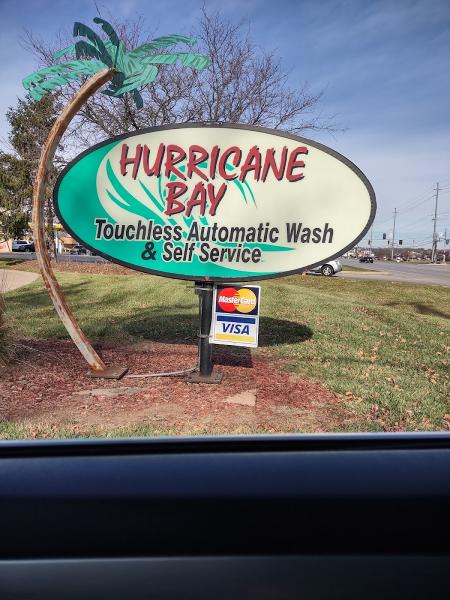 HURRICANE
BAY
Touchless Automatic Wash
& Self Service
MasterCard
VISA